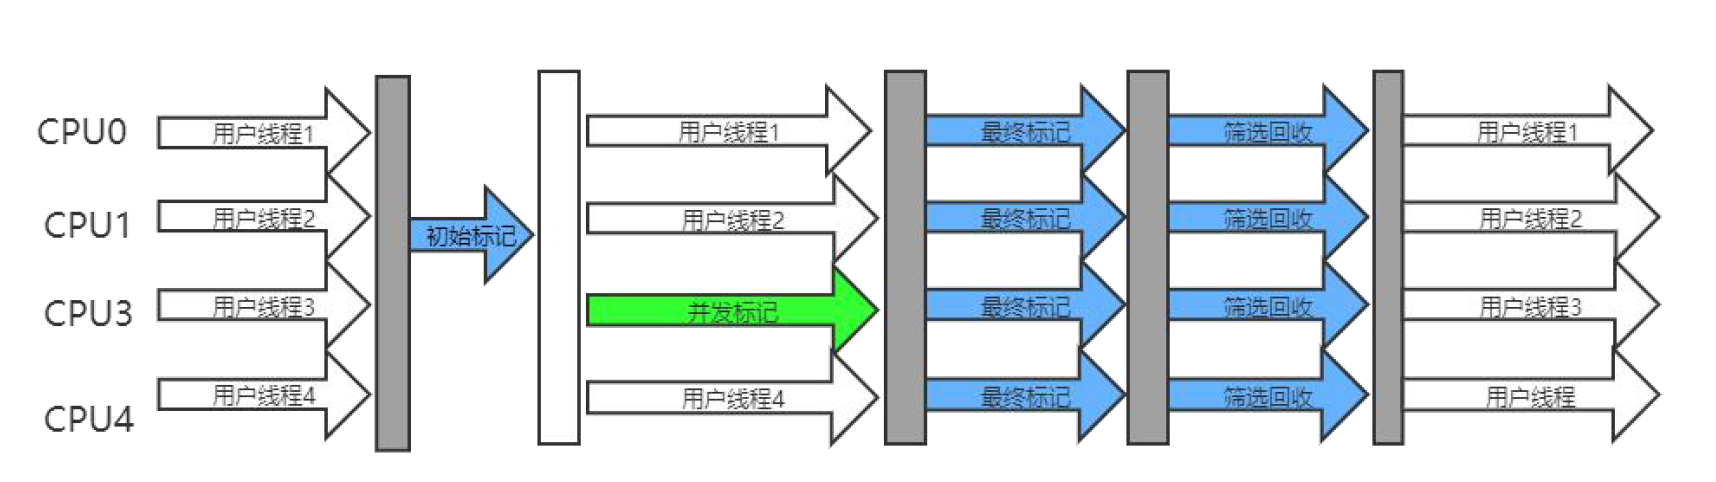 CPU0 用户线程1 用户线程1 最终标记 筛选回收 用户线程1
CPU1 用户线程2 初始标记 用户线程2 最终标记 筛选回收 用户线程2
CPU3 用户线程3 并发标记 最终标记 筛选回收 用户线程3
CPU4 用户线程4 用户线程4 最终标记 筛选回收 用户线程